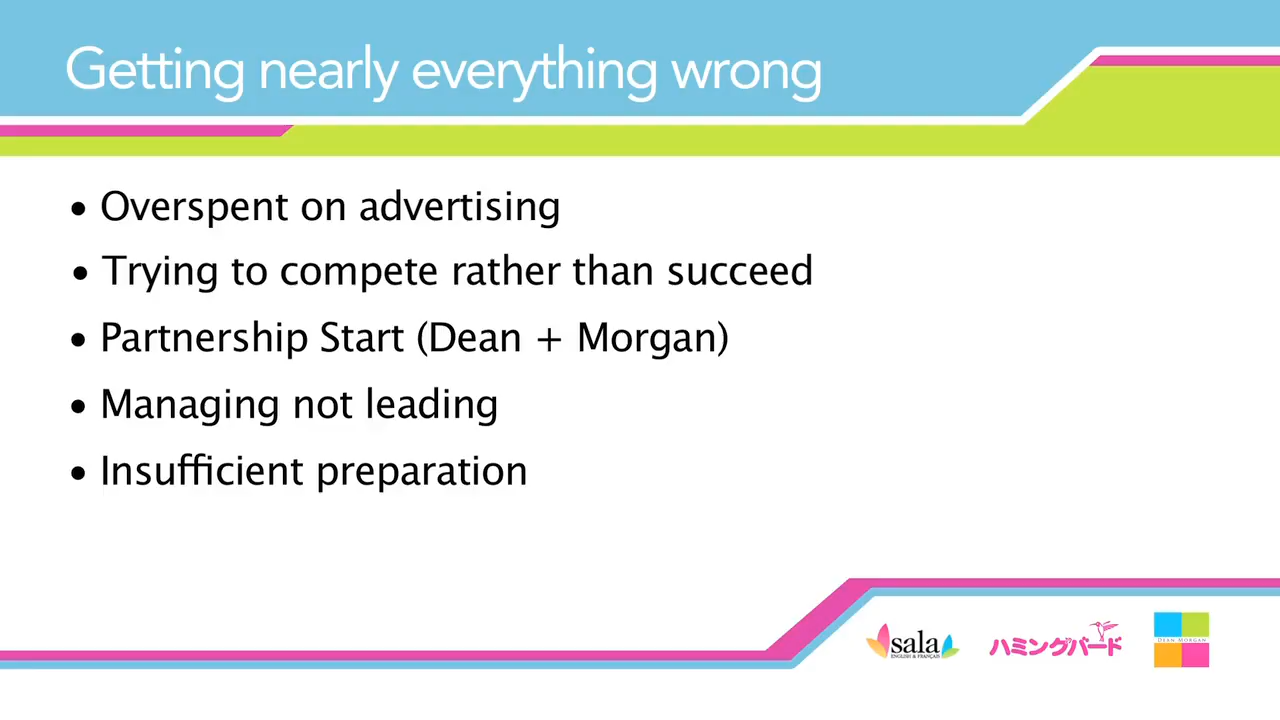 Getting nearly everything wrong
• Overspent on advertising
• Trying to compete rather than succeed
• Partnership Start (Dean + Morgan)
• Managing not leading
• Insufficient preparation
sala
ENGLISH & FRANÇAIS
ハミングバード
DEAN MORGAN